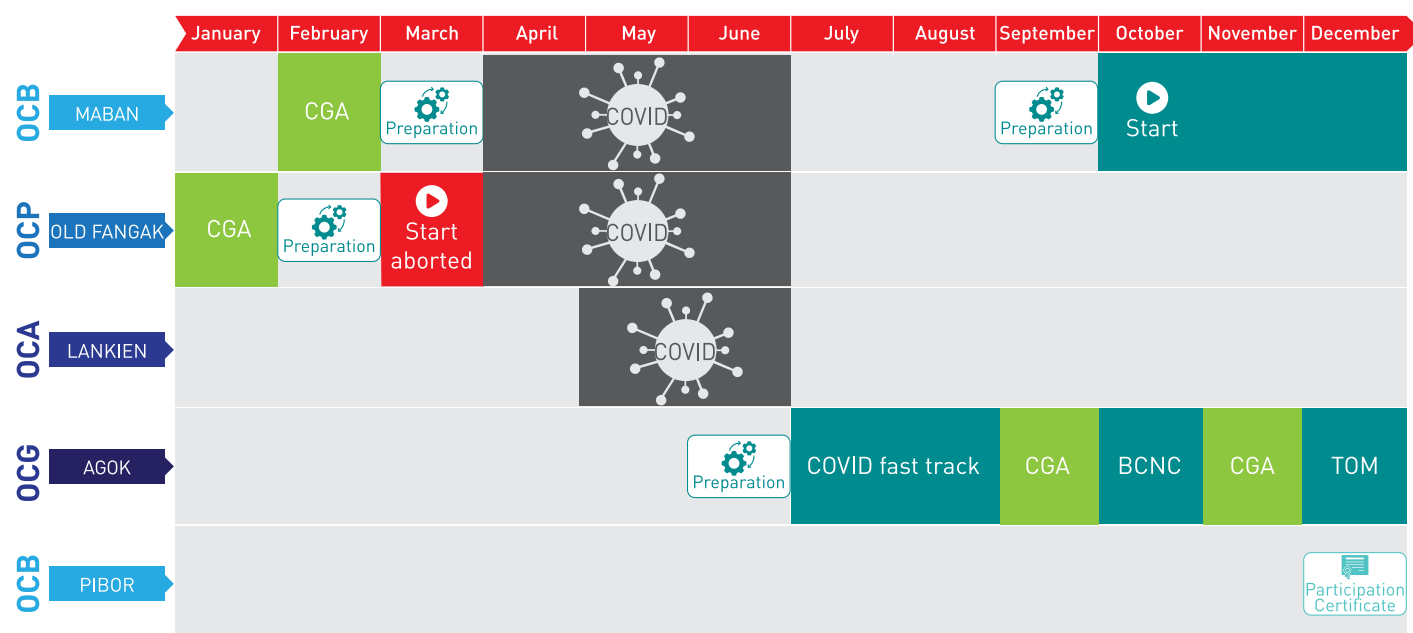 January February March April May June July August September October November December
OCB
MABAN
CGA
Preparation
COVID
Preparation
Start
OCP
OLD FANGAK
CGA
Preparation
Start
aborted
COVID
OCA
LANKIEN
COVID
OCG
AGOK
Preparation
COVID fast track
CGA
BCNC
CGA
TOM
OCB
PIBOR
Participation
Certificate